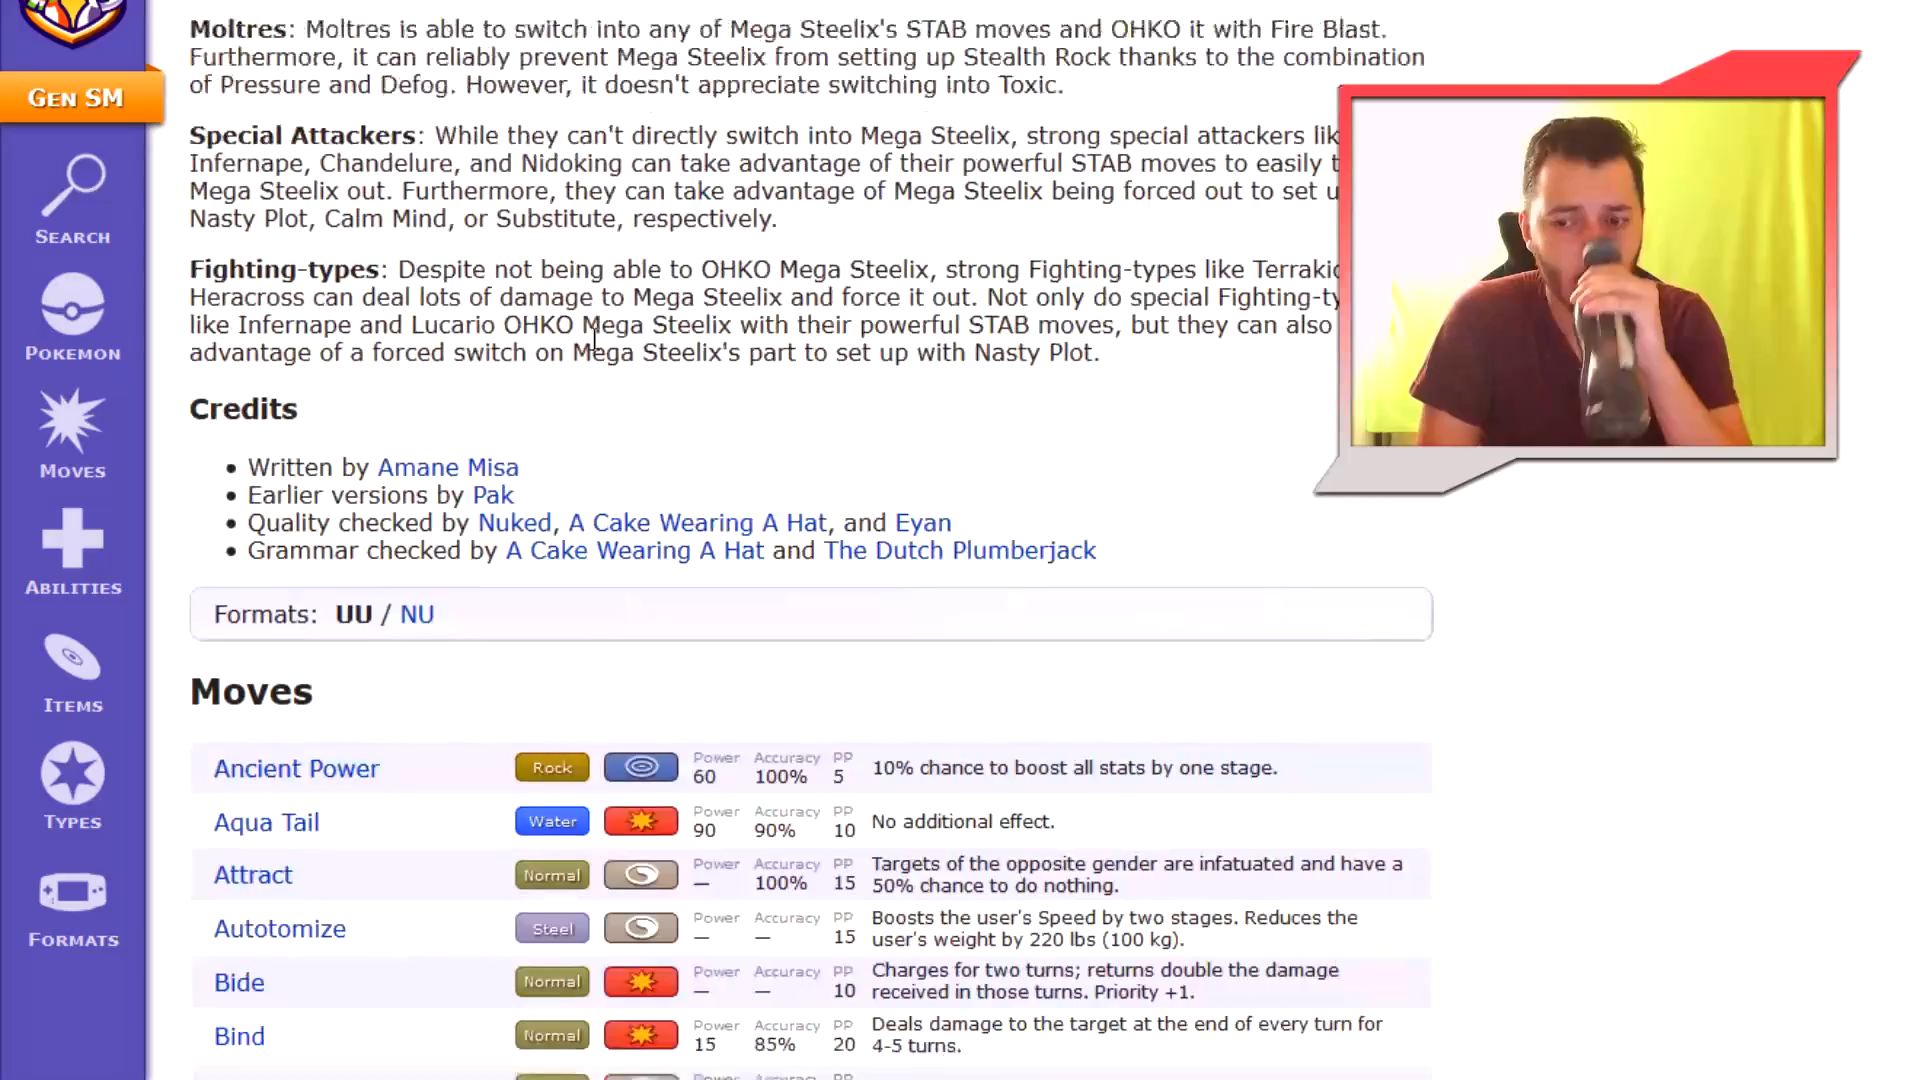 Moltres: Moltres is able to switch into any of Mega Steelix's STAB moves and OHKO it with Fire Blast.
Furthermore, it can reliably prevent Mega Steelix from setting up Stealth Rock thanks to the combination
of Pressure and Defog. However, it doesn't appreciate switching into Toxic.
GEN SM
Special Attackers: While they can't directly switch into Mega Steelix, strong special attackers lik
Infernape, Chandelure, and Nidoking can take advantage of their powerful STAB moves to easily t
Mega Steelix out. Furthermore, they can take advantage of Mega Steelix being forced out to set u
Nasty Plot, Calm Mind, or Substitute, respectively.
SEARCH
Fighting-types: Despite not being able to OHKO Mega Steelix, strong Fighting-types like Terrakio
Heracross can deal lots of damage to Mega Steelix and force it out. Not only do special Fighting-ty
like Infernape and Lucario OHKO Mega Steelix with their powerful STAB moves, but they can also
advantage of a forced switch on Mega Steelix's part to set up with Nasty Plot.
POKEMON
Credits
MOVES
• Written by Amane Misa
• Earlier versions by Pak
• Quality checked by Nuked, A Cake Wearing A Hat, and Eyan
• Grammar checked by A Cake Wearing A Hat and The Dutch Plumberjack
ABILITIES
Formats: UU / NU
Moves
ITEMS
Ancient Power Rock Power 60 Accuracy 100% PP 5 10% chance to boost all stats by one stage.
TYPES
Aqua Tail Water Power 90 Accuracy 90% PP 10 No additional effect.
Attract Normal Power — Accuracy 100% PP 15 Targets of the opposite gender are infatuated and have a
50% chance to do nothing.
Autotomize Steel Power — Accuracy — PP 15 Boosts the user's Speed by two stages. Reduces the
user's weight by 220 lbs (100 kg).
FORMATS
Bide Normal Power — Accuracy — PP 10 Charges for two turns; returns double the damage
received in those turns. Priority +1.
Bind Normal Power 15 Accuracy 85% PP 20 Deals damage to the target at the end of every turn for
4-5 turns.
Power Accuracy PP